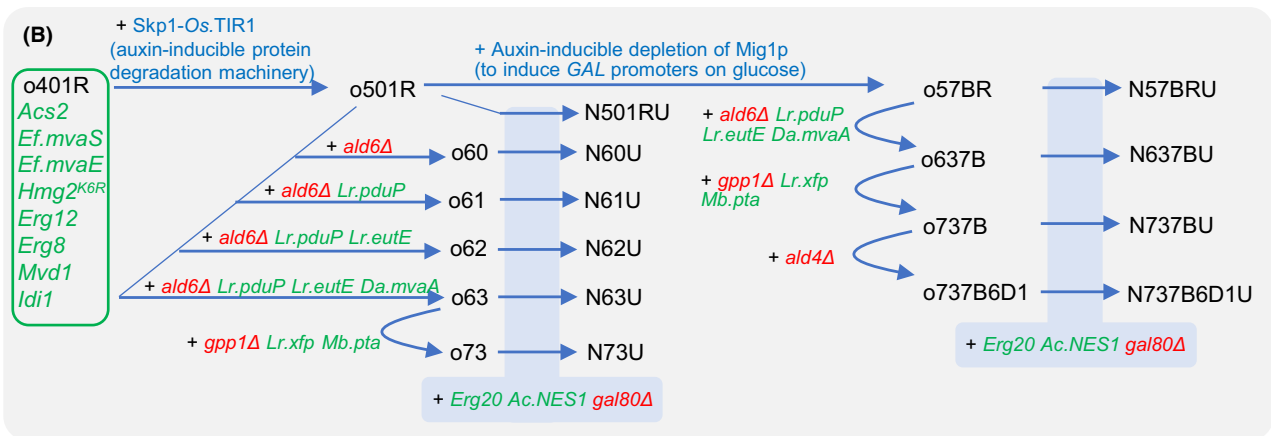 (B)
+ Skp1-Os.TIR1
(auxin-inducible protein
degradation machinery)
+ Auxin-inducible depletion of Mig1p
(to induce GAL promoters on glucose)
o401R
Acs2
Ef.mvaS
Ef.mvaE
Hmg2K6R
Erg12
Erg8
Mvd1
Idi1
o501R
N501RU
+ ald6Δ
o60
N60U
+ ald6Δ Lr.pduP
o61
N61U
+ ald6Δ Lr.pduP Lr.eutE
o62
N62U
+ ald6Δ Lr.pduP Lr.eutE Da.mvaA
o63
N63U
+ gpp1Δ Lr.xfp Mb.pta
o73
N73U
+ Erg20 Ac.NES1 gal80Δ
o57BR
N57BRU
+ ald6Δ Lr.pduP
Lr.eutE Da.mvaA
o637B
N637BU
+ gpp1Δ Lr.xfp
Mb.pta
o737B
N737BU
+ ald4Δ
o737B6D1
N737B6D1U
+ Erg20 Ac.NES1 gal80Δ